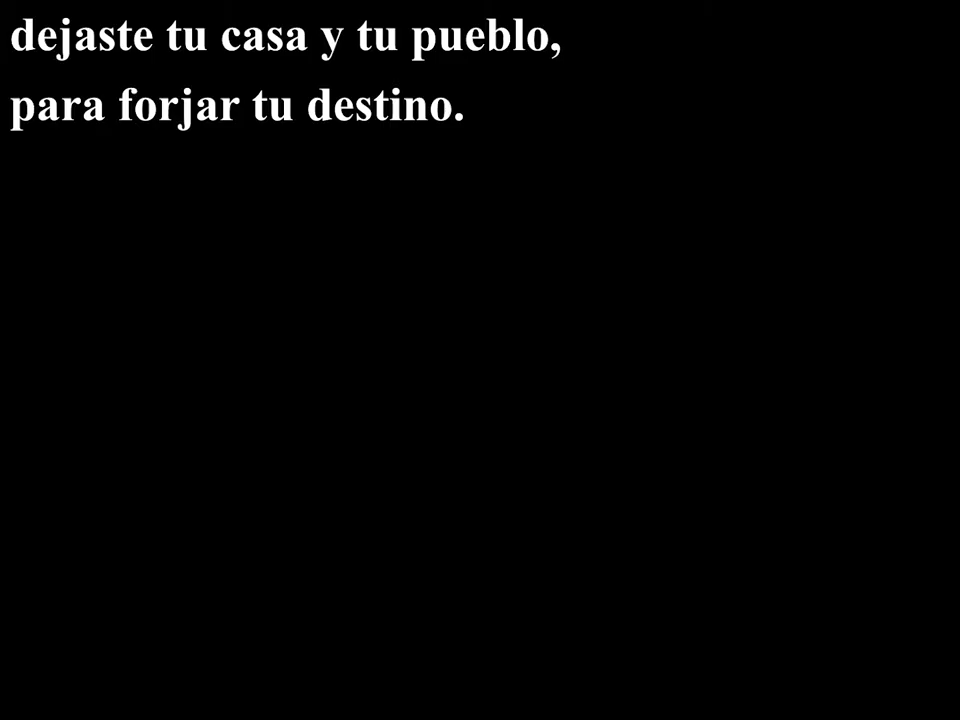 dejaste tu casa y tu pueblo,
para forjar tu destino.